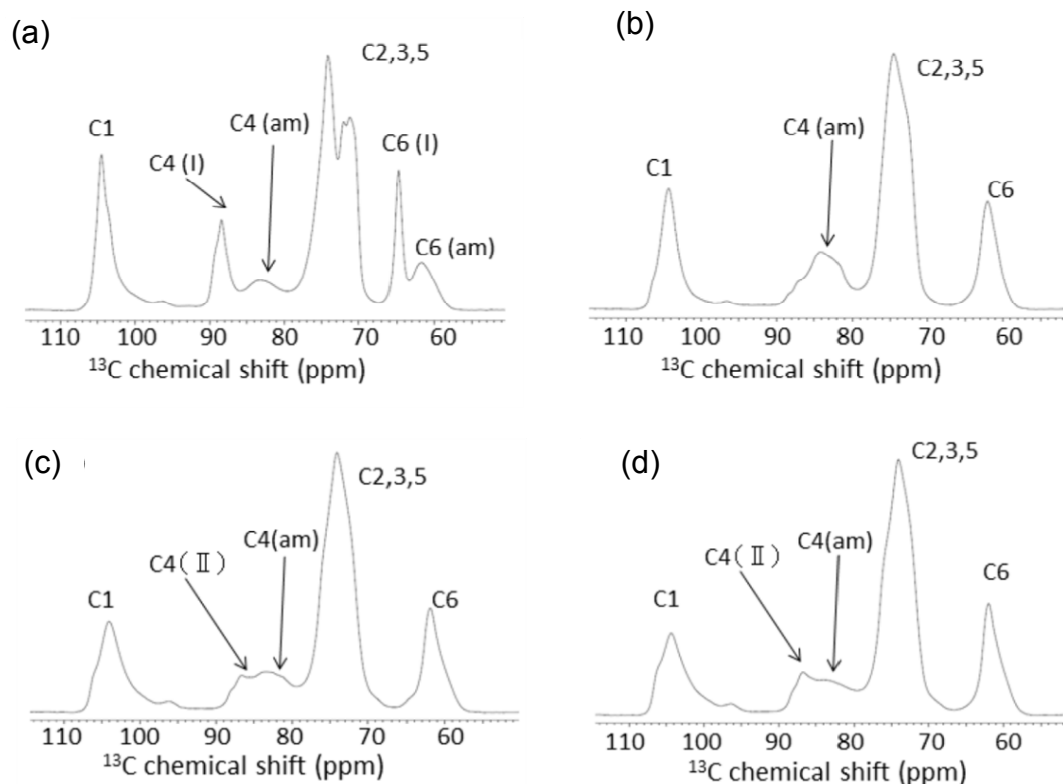 (a)
C2,3,5
C1
C4 (am)
C4 (I)
C6 (I)
C6 (am)
110 100 90 80 70 60
¹³C chemical shift (ppm)
(b)
C2,3,5
C4 (am)
C1
C6
110 100 90 80 70 60
¹³C chemical shift (ppm)
(c)
C2,3,5
C4(am)
C4(Ⅱ)
C1
C6
110 100 90 80 70 60
¹³C chemical shift (ppm)
(d)
C2,3,5
C4(am)
C4(Ⅱ)
C1
C6
110 100 90 80 70 60
¹³C chemical shift (ppm)